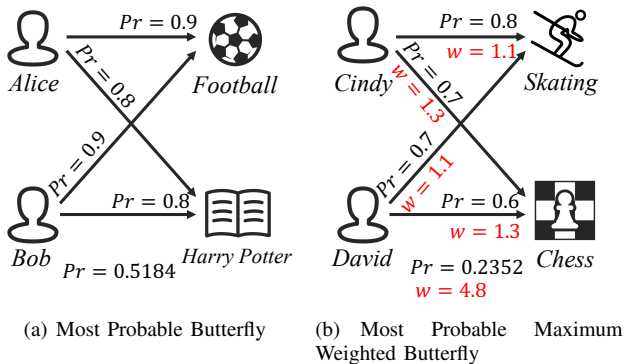 Pr = 0.9
Alice
Football
Pr = 0.8
Pr = 0.9
Pr = 0.8
Bob
Harry Potter
Pr = 0.5184
(a) Most Probable Butterfly
Pr = 0.8
w = 1.1
Cindy
Skating
Pr = 0.7
w = 1.3
Pr = 0.7
w = 1.1
Pr = 0.6
w = 1.3
David
Chess
Pr = 0.2352
w = 4.8
(b) Most Probable Maximum
Weighted Butterfly